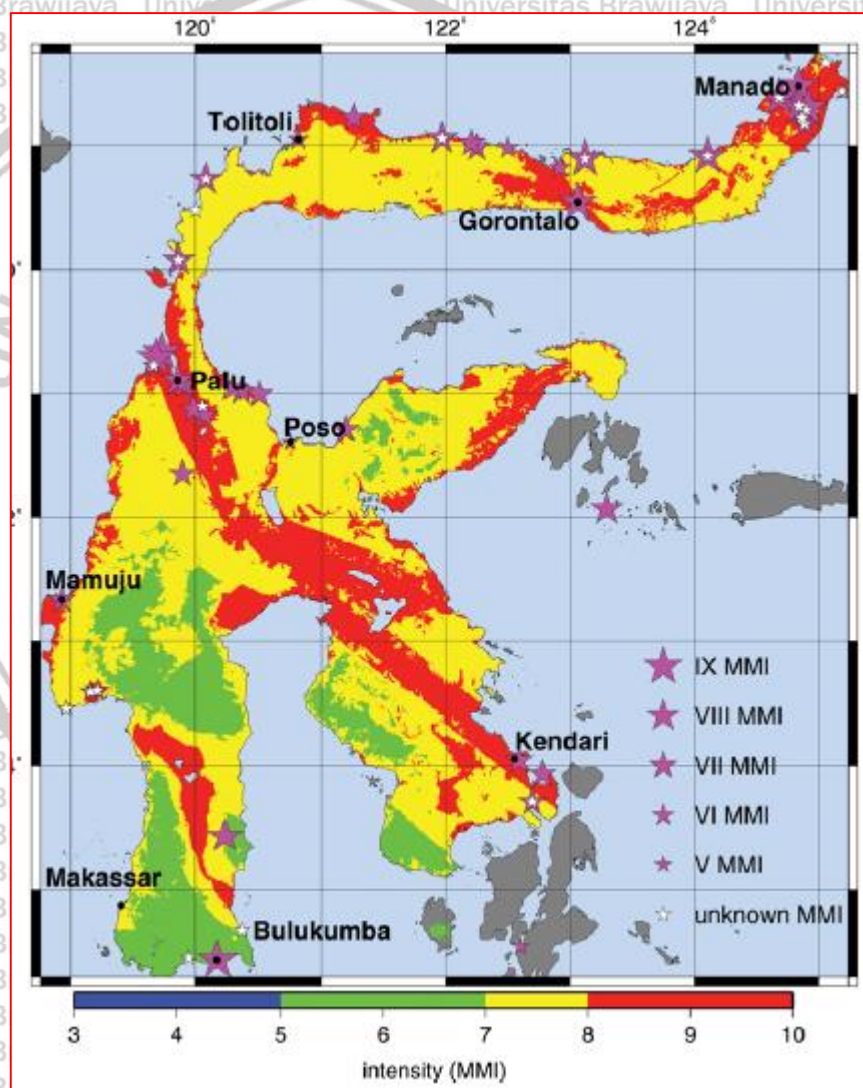 Universitas Brawijaya
120°
122°
124°
Manado
Tolitoli
Gorontalo
Palu
Poso
Mamuju
IX MMI
VIII MMI
VII MMI
Kendari
VI MMI
V MMI
Makassar
unknown MMI
Bulukumba
3 4 5 6 7 8 9 10
intensity (MMI)